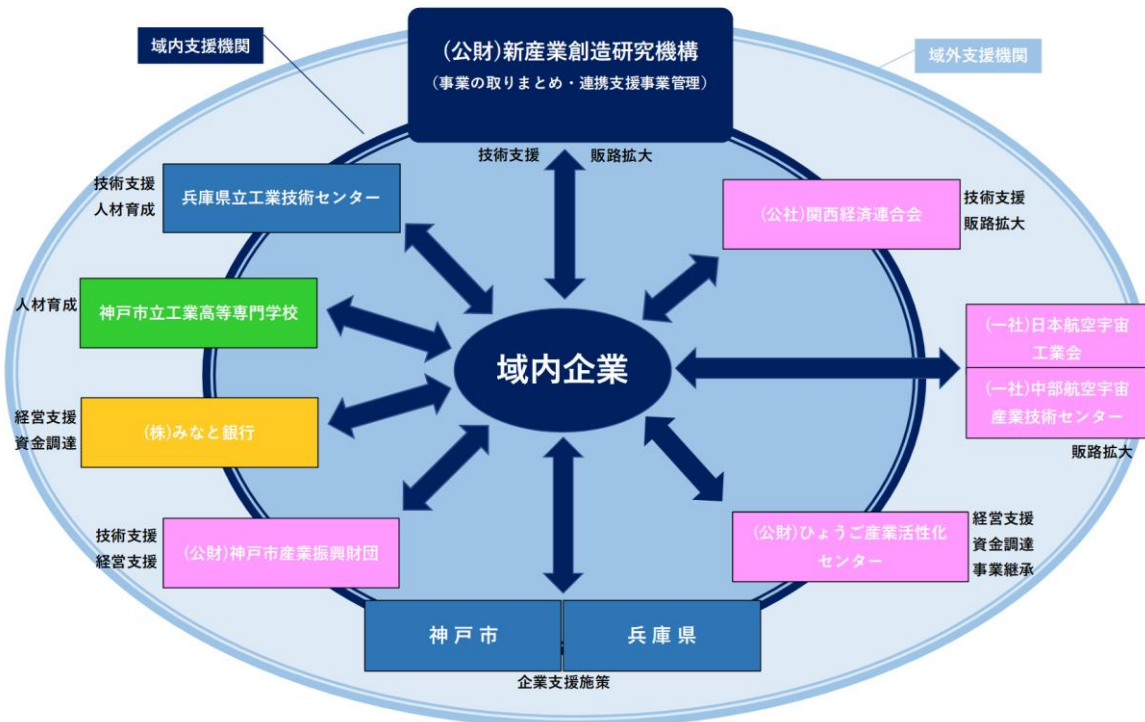 域内支援機関
(公財)新産業創造研究機構
(事業の取りまとめ・連携支援事業管理)
域外支援機関
技術支援 販路拡大
技術支援
人材育成
兵庫県立工業技術センター
(公社)関西経済連合会
技術支援
販路拡大
人材育成
神戸市立工業高等専門学校
(一社)日本航空宇宙
工業会
(一社)中部航空宇宙
産業技術センター
販路拡大
域内企業
経営支援
資金調達
(株)みなと銀行
技術支援
経営支援
(公財)神戸市産業振興財団
(公財)ひょうご産業活性化
センター
経営支援
資金調達
事業継承
神戸市
兵庫県
企業支援施策